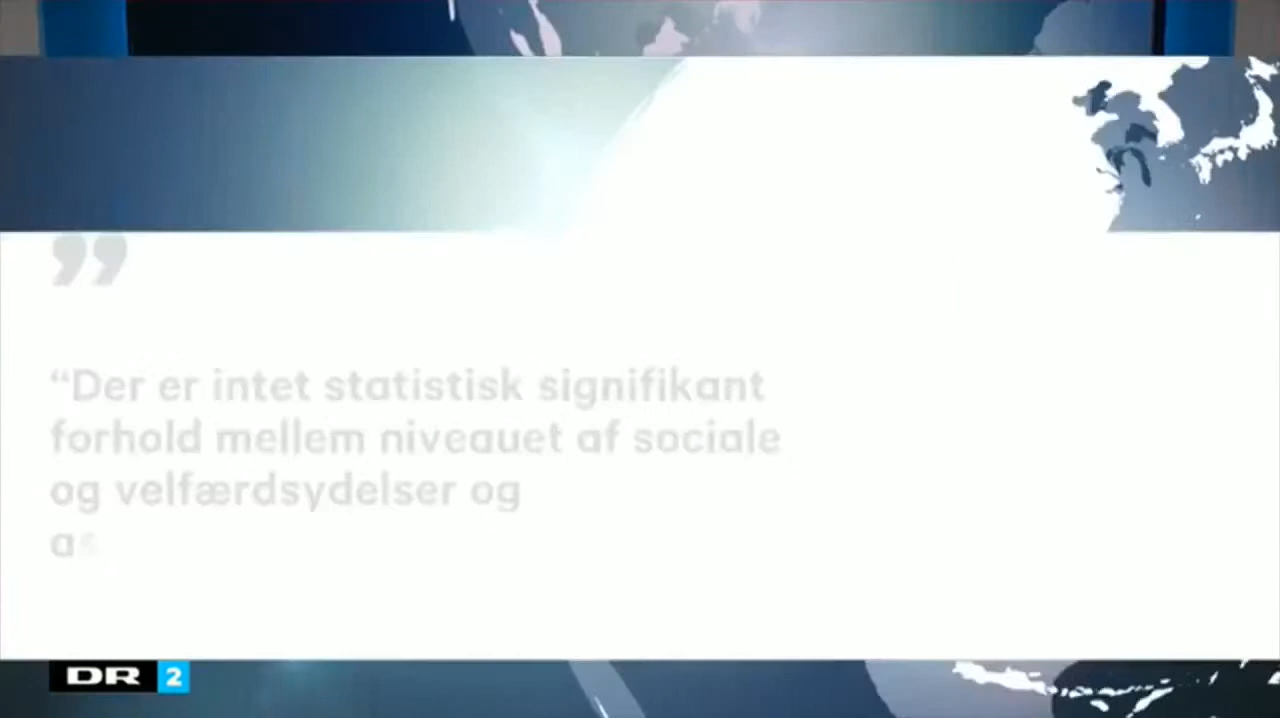 ”
“Der er intet statistisk signifikant
forhold mellem niveauet af sociale
og velfærdsydelser og
DR 2